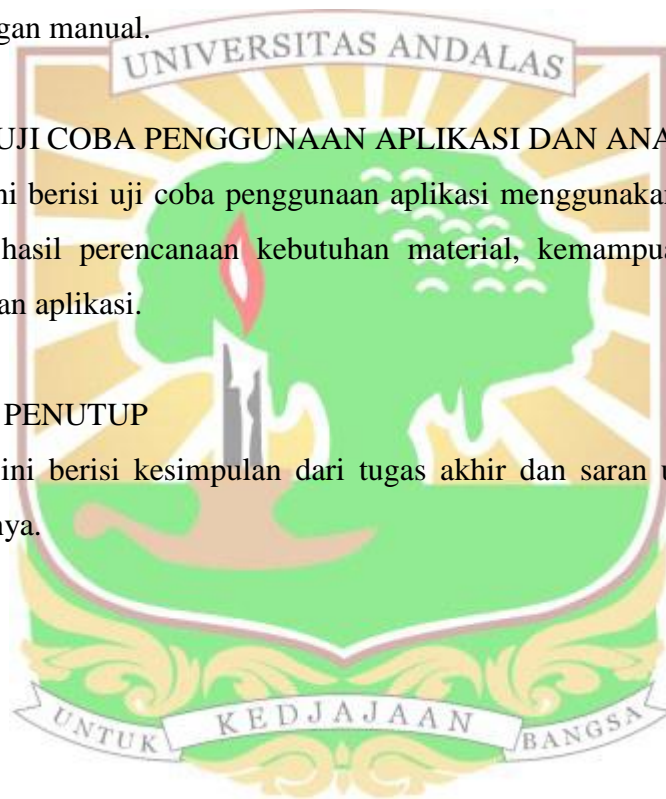 gan manual.
UNIVERSITAS ANDALAS
UJI COBA PENGGUNAAN APLIKASI DAN ANA
ni berisi uji coba penggunaan aplikasi menggunakan
hasil perencanaan kebutuhan material, kemampua
an aplikasi.
PENUTUP
ini berisi kesimpulan dari tugas akhir dan saran u
nya.
UNTUK KEDJAJAAN BANGSA